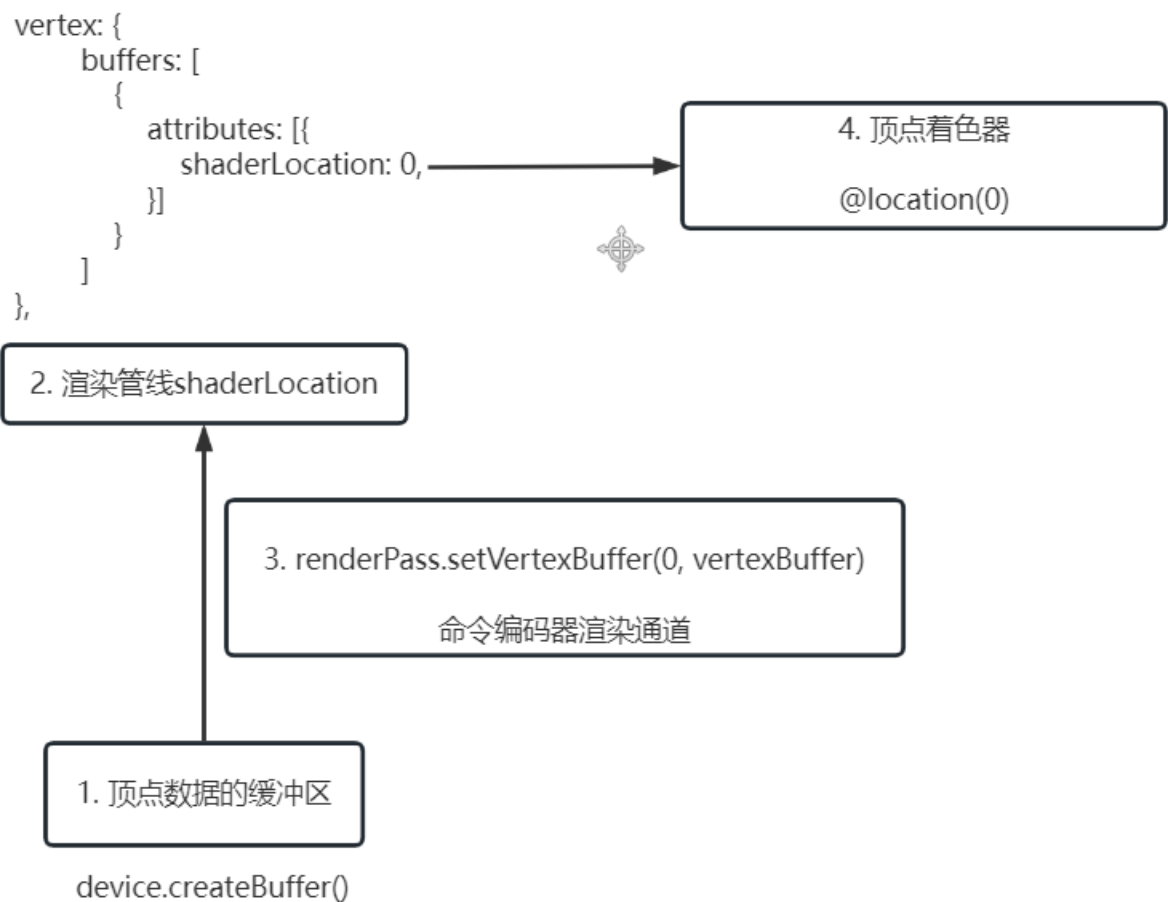 vertex: {
buffers: [
{
attributes: [{
shaderLocation: 0,
}]
}
]
},
4. 顶点着色器
@location(0)
2. 渲染管线shaderLocation
3. renderPass.setVertexBuffer(0, vertexBuffer)
命令编码器渲染通道
1. 顶点数据的缓冲区
device.createBuffer()